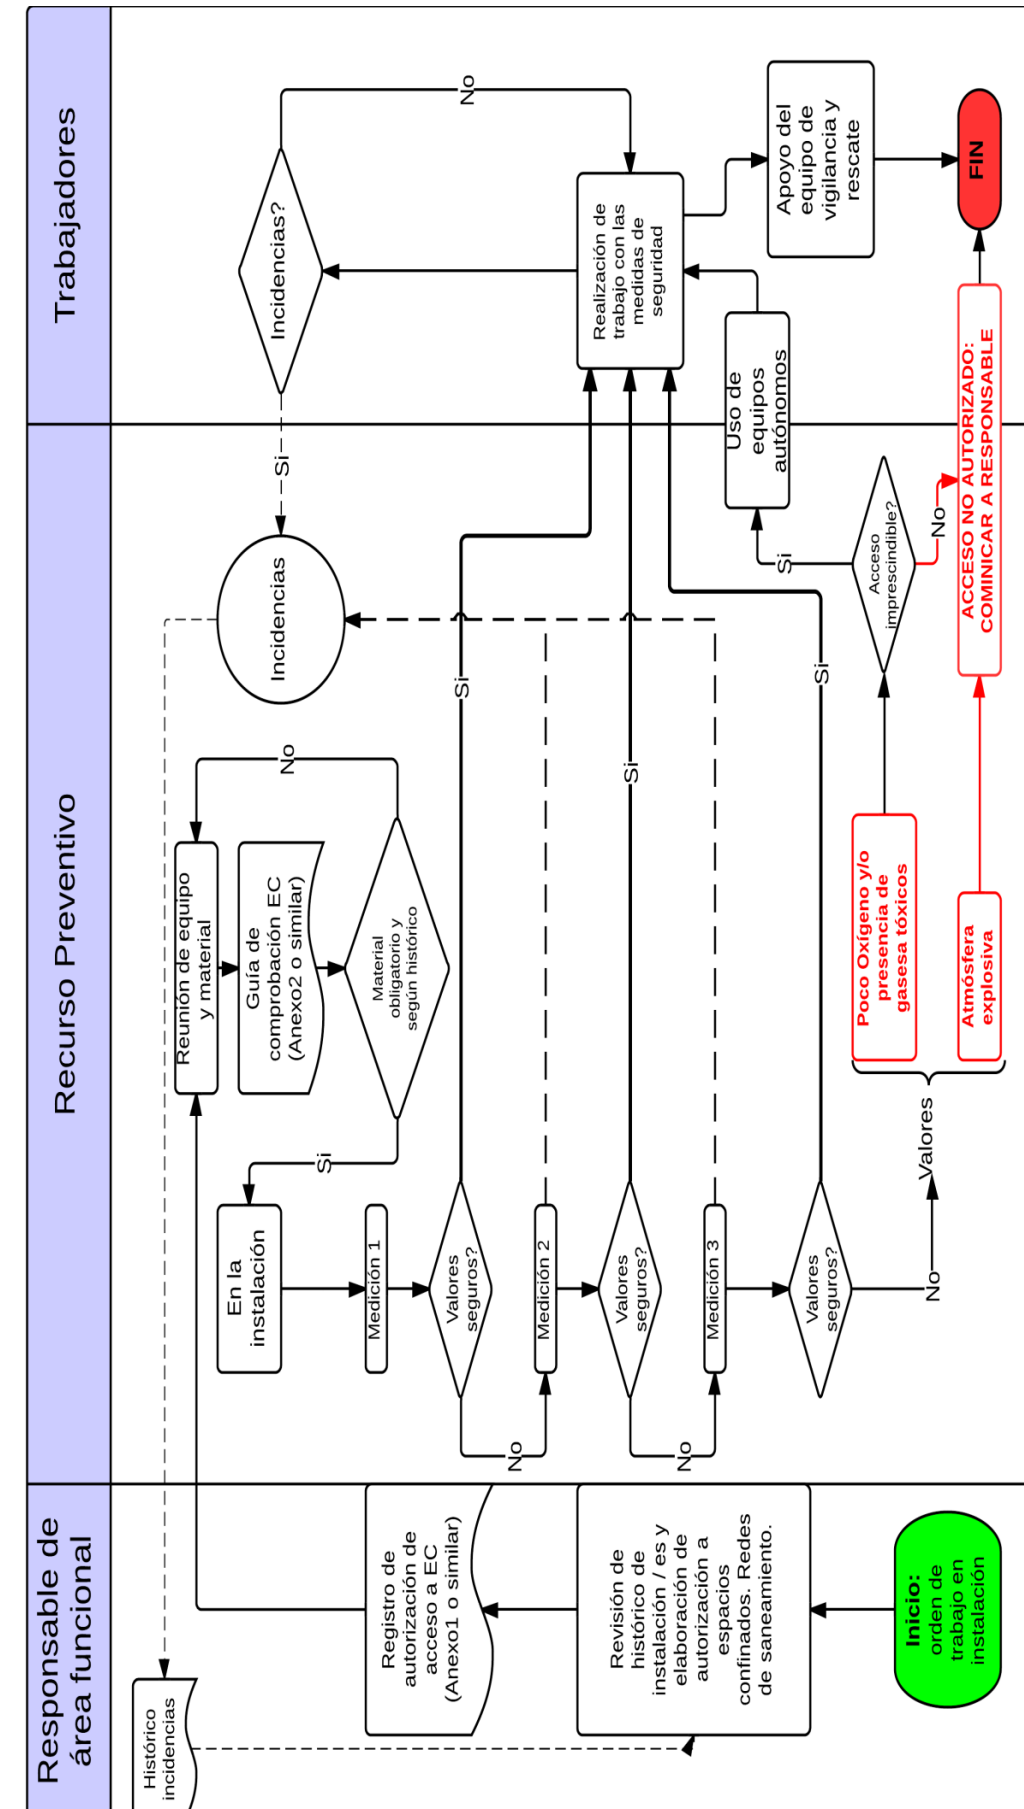 Responsable de
área funcional
Recurso Preventivo
Trabajadores
Inicio:
orden de
trabajo en
instalación
Revisión de
histórico de
instalación / es y
elaboración de
autorización a
espacios
confinados. Redes
de saneamiento.
Registro de
autorización de
acceso a EC
(Anexo1 o similar)
Histórico
incidencias
Reunión de equipo
y material
Guía de
comprobación EC
(Anexo2 o similar)
Material
obligatorio y
según histórico
No
Si
En la
instalación
Medición 1
Valores
seguros?
Si
No
Medición 2
Valores
seguros?
Si
No
Medición 3
Valores
seguros?
Si
No
Valores
Poco Oxígeno y/o
presencia de
gasesa tóxicos
Atmósfera
explosiva
Acceso
imprescindible?
Si
No
Uso de
equipos
autónomos
ACCESO NO AUTORIZADO:
COMINICAR A RESPONSABLE
Incidencias
Si
Incidencias?
No
Realización de
trabajo con las
medidas de
seguridad
Apoyo del
equipo de
vigilancia y
rescate
FIN